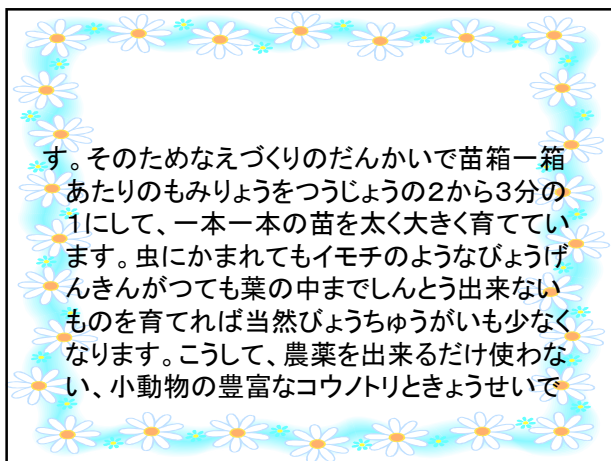 す。そのためなえづくりのだんかいで苗箱一箱
あたりのもみりょうをつうじょうの2から3分の
1にして、一本一本の苗を太く大きく育ててい
ます。虫にかまれてもイモチのようなびょうげ
んきんがつても葉の中までしんとう出来ない
ものを育てれば当然びょうちゅうがいも少なく
なります。こうして、農薬を出来るだけ使わな
い、小動物の豊富なコウノトリときょうせいで